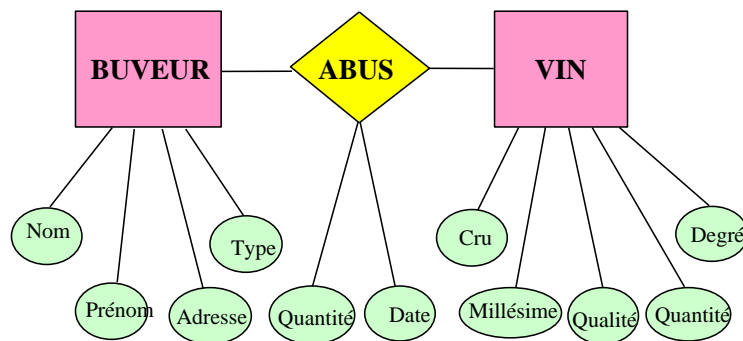 BUVEUR ABUS VIN
Nom Type Cru Degré
Prénom Adresse Quantité Date Millésime Qualité Quantité